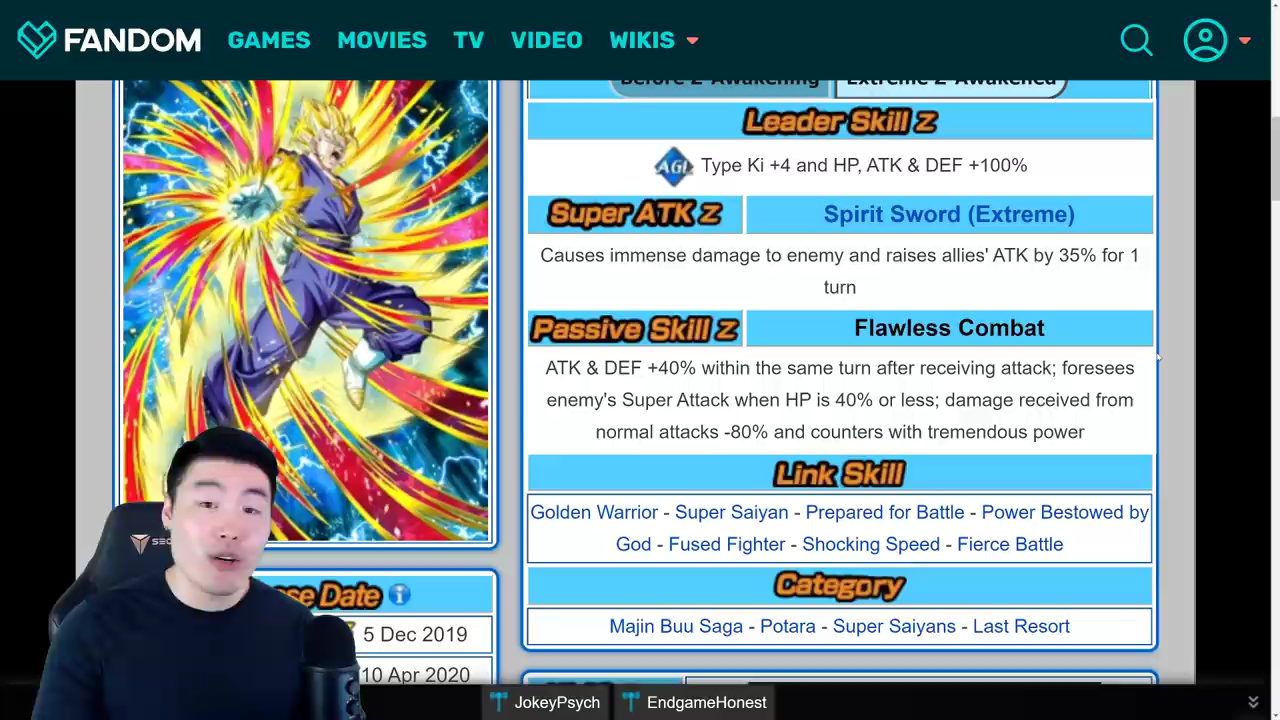 FANDOM GAMES MOVIES TV VIDEO WIKIS
Before Z-Awakening Extreme Z-Awakened
Leader Skill Z
AGL Type Ki +4 and HP, ATK & DEF +100%
Super ATK Z Spirit Sword (Extreme)
Causes immense damage to enemy and raises allies' ATK by 35% for 1
turn
Passive Skill Z Flawless Combat
ATK & DEF +40% within the same turn after receiving attack; foresees
enemy's Super Attack when HP is 40% or less; damage received from
normal attacks -80% and counters with tremendous power
Link Skill
Golden Warrior - Super Saiyan - Prepared for Battle - Power Bestowed by
God - Fused Fighter - Shocking Speed - Fierce Battle
Category
Majin Buu Saga - Potara - Super Saiyans - Last Resort
Date
5 Dec 2019
10 Apr 2020
JokeyPsych EndgameHonest